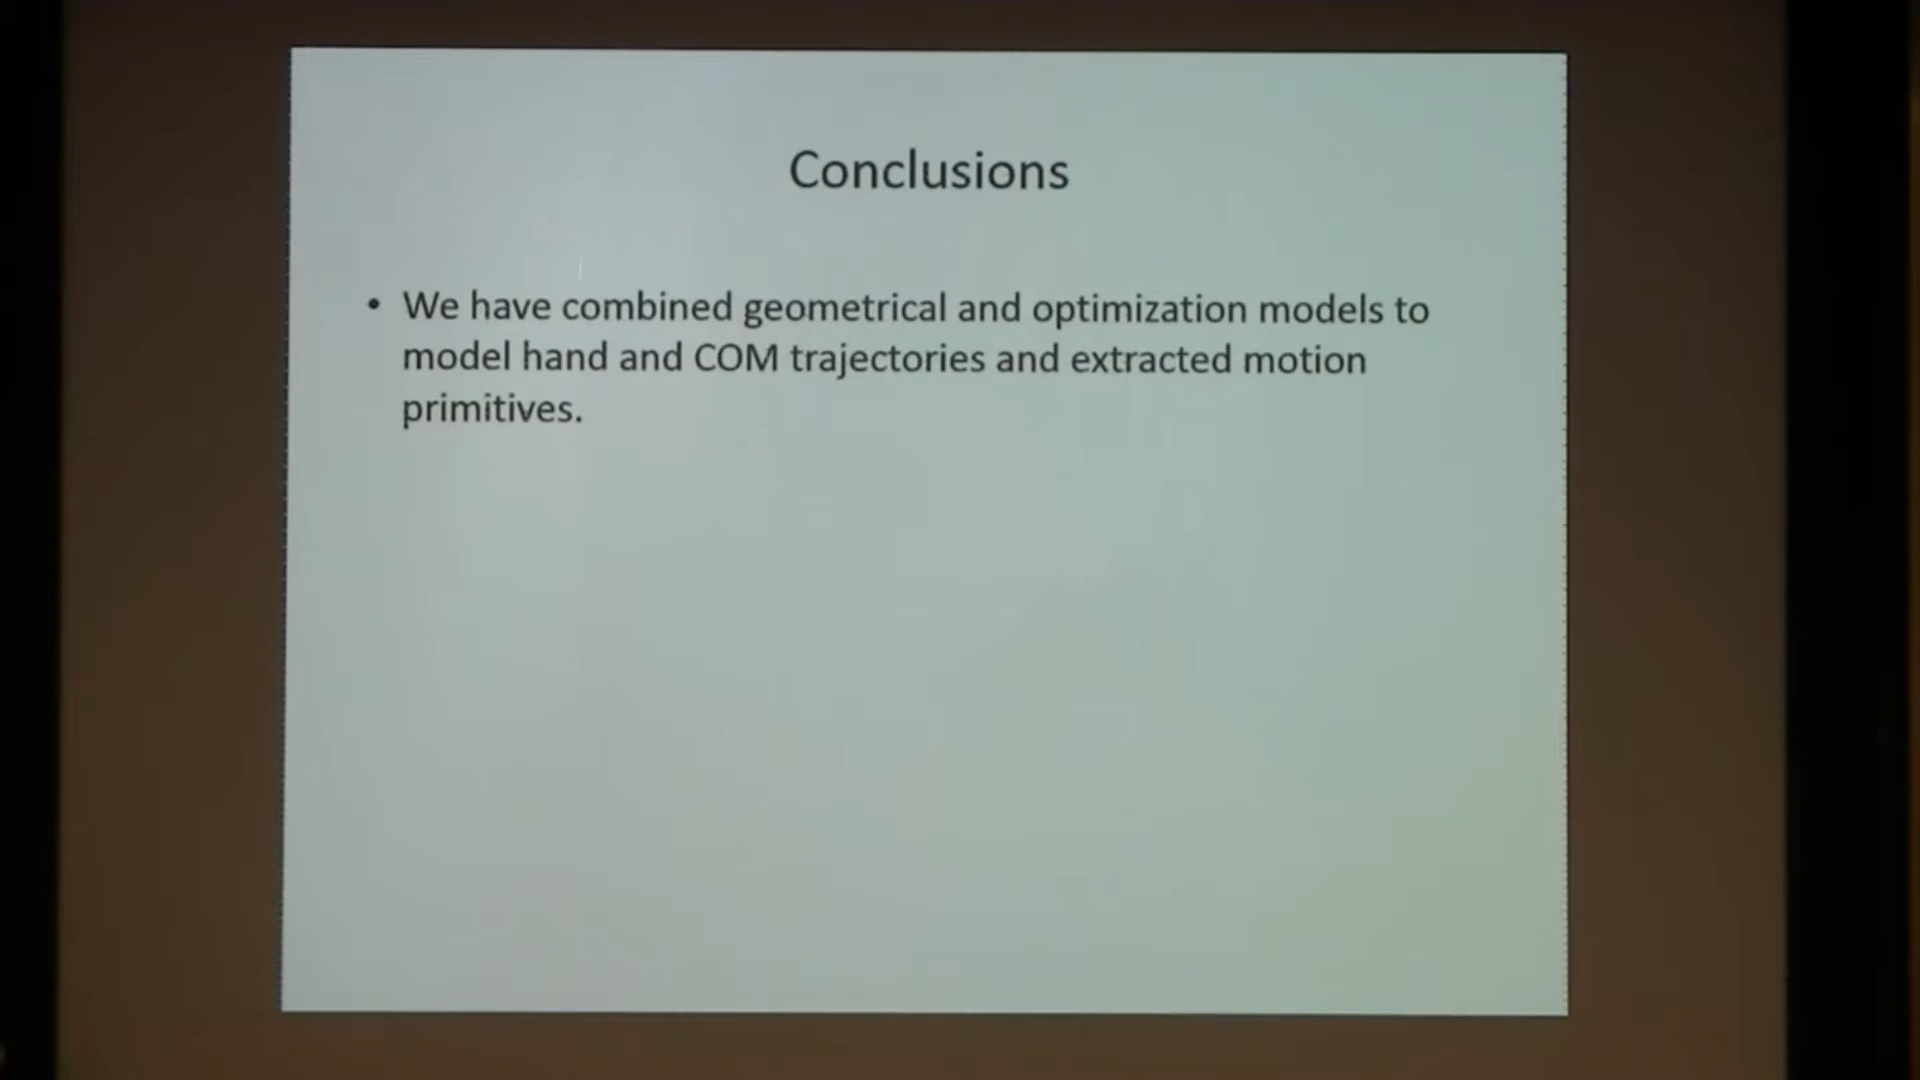 Conclusions
• We have combined geometrical and optimization models to
model hand and COM trajectories and extracted motion
primitives.